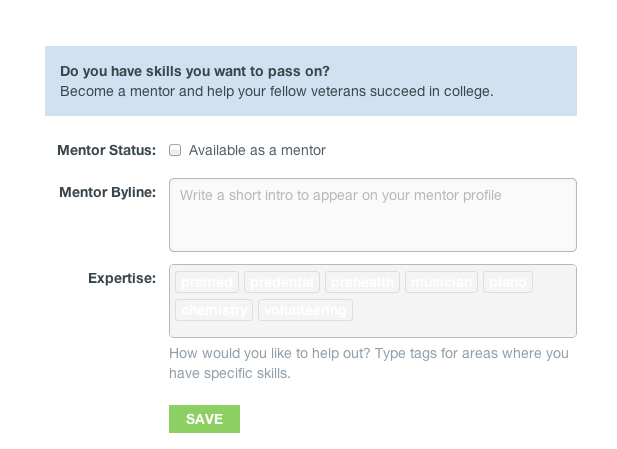 Do you have skills you want to pass on?
Become a mentor and help your fellow veterans succeed in college.
Mentor Status: Available as a mentor
Mentor Byline: Write a short intro to appear on your mentor profile
Expertise: premed predental prehealth musician piano
chemistry volunteering
How would you like to help out? Type tags for areas where you
have specific skills.
SAVE